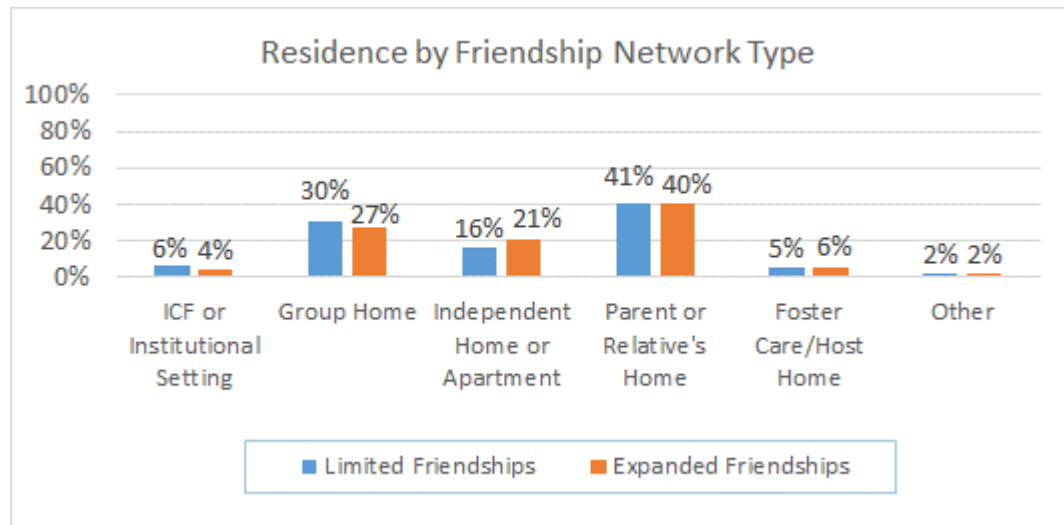 Residence by Friendship Network Type
100%
80%
60%
40%
20%
0%
6% 4%
30% 27%
16% 21%
41% 40%
5% 6%
2% 2%
ICF or
Institutional
Setting
Group Home
Independent
Home or
Apartment
Parent or
Relative's
Home
Foster
Care/Host
Home
Other
Limited Friendships Expanded Friendships